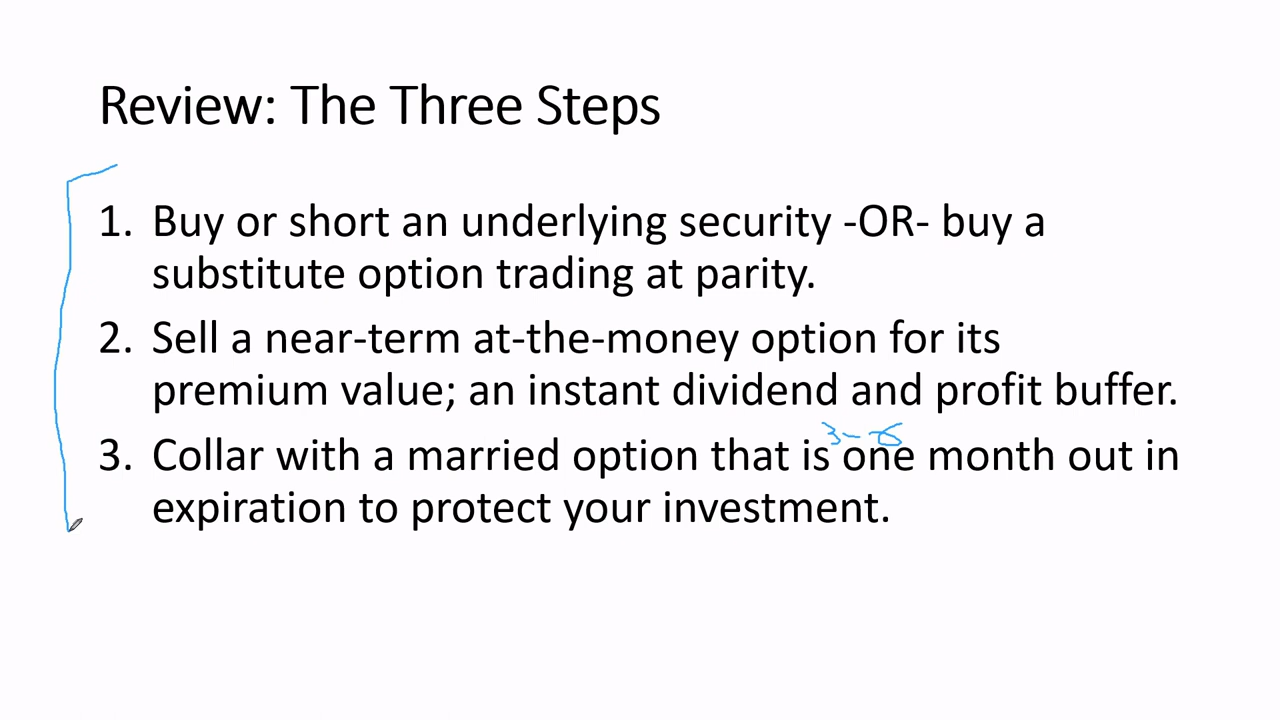 Review: The Three Steps
1. Buy or short an underlying security -OR- buy a
substitute option trading at parity.
2. Sell a near-term at-the-money option for its
premium value; an instant dividend and profit buffer.
3-6
3. Collar with a married option that is one month out in
expiration to protect your investment.